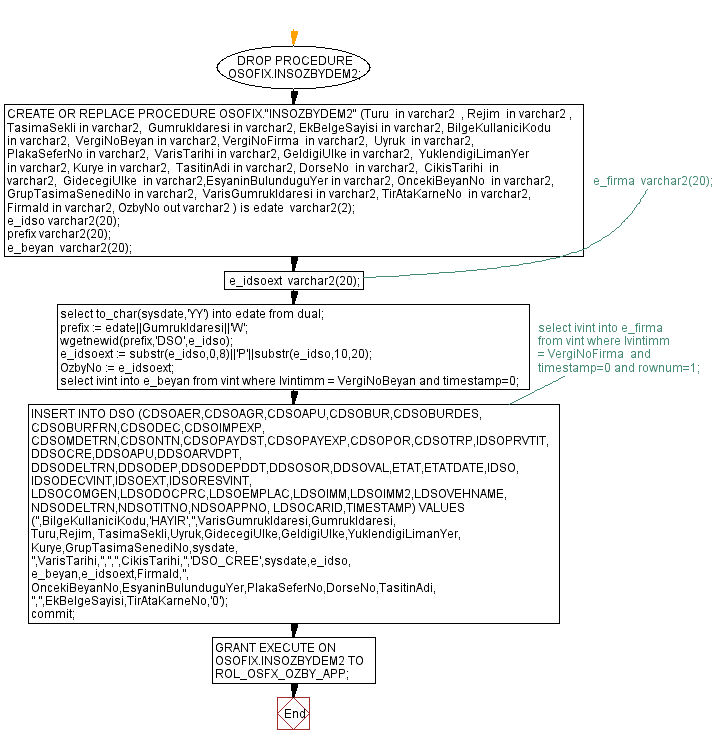 DROP PROCEDURE
OSOFIX.INSOZBYDEM2;
CREATE OR REPLACE PROCEDURE OSOFIX."INSOZBYDEM2" (Turu  in varchar2  , Rejim  in varchar2 ,
TasimaSekli in varchar2,  GumrukIdaresi in varchar2, EkBelgeSayisi in varchar2, BilgeKullaniciKodu
in varchar2,  VergiNoBeyan in varchar2, VergiNoFirma  in varchar2,  Uyruk  in varchar2,
PlakaSeferNo in varchar2,  VarisTarihi in varchar2, GeldigiUlke in varchar2,  YuklendigiLimanYer
in varchar2, Kurye in varchar2,  TasitinAdi in varchar2, DorseNo  in varchar2,  CikisTarihi  in
varchar2,  GidecegiUlke  in varchar2,EsyaninBulunduguYer in varchar2, OncekiBeyanNo  in varchar2,
GrupTasimaSenediNo in varchar2,  VarisGumrukIdaresi in varchar2, TirAtaKarneNo  in varchar2,
FirmaId in varchar2, OzbyNo out varchar2 ) is edate  varchar2(2);
e_idso varchar2(20);
prefix varchar2(20);
e_beyan  varchar2(20);
e_firma  varchar2(20);
e_idsoext  varchar2(20);
select to_char(sysdate,'YY') into edate from dual;
prefix := edate||GumrukIdaresi||'W';
wgetnewid(prefix,'DSO',e_idso);
e_idsoext := substr(e_idso,0,8)||'P'||substr(e_idso,10,20);
OzbyNo := e_idsoext;
select ivint into e_beyan from vint where lvintimm = VergiNoBeyan and timestamp=0;
select ivint into e_firma
from vint where lvintimm
= VergiNoFirma  and
timestamp=0 and rownum=1;
INSERT INTO DSO (CDSOAER,CDSOAGR,CDSOAPU,CDSOBUR,CDSOBURDES,
CDSOBURFRN,CDSODEC,CDSOIMPEXP,
CDSOMDETRN,CDSONTN,CDSOPAYDST,CDSOPAYEXP,CDSOPOR,CDSOTRP,IDSOPRVTIT,
DDSOCRE,DDSOAPU,DDSOARVDPT,
DDSODELTRN,DDSODEP,DDSODEPDDT,DDSOSOR,DDSOVAL,ETAT,ETATDATE,IDSO,
IDSODECVINT,IDSOEXT,IDSORESVINT,
LDSOCOMGEN,LDSODOCPRC,LDSOEMPLAC,LDSOIMM,LDSOIMM2,LDSOVEHNAME,
NDSODELTRN,NDSOTITNO,NDSOAPPNO, LDSOCARID,TIMESTAMP) VALUES
('',BilgeKullaniciKodu,'HAYIR','',VarisGumrukIdaresi,GumrukIdaresi,
Turu,Rejim, TasimaSekli,Uyruk,GidecegiUlke,GeldigiUlke,YuklendigiLimanYer,
Kurye,GrupTasimaSenediNo,sysdate,
'',VarisTarihi,'','','',CikisTarihi,'','DSO_CREE',sysdate,e_idso,
e_beyan,e_idsoext,FirmaId,'',
OncekiBeyanNo,EsyaninBulunduguYer,PlakaSeferNo,DorseNo,TasitinAdi,
'','',EkBelgeSayisi,TirAtaKarneNo,'0');
commit;
GRANT EXECUTE ON
OSOFIX.INSOZBYDEM2 TO
ROL_OSFX_OZBY_APP;
End